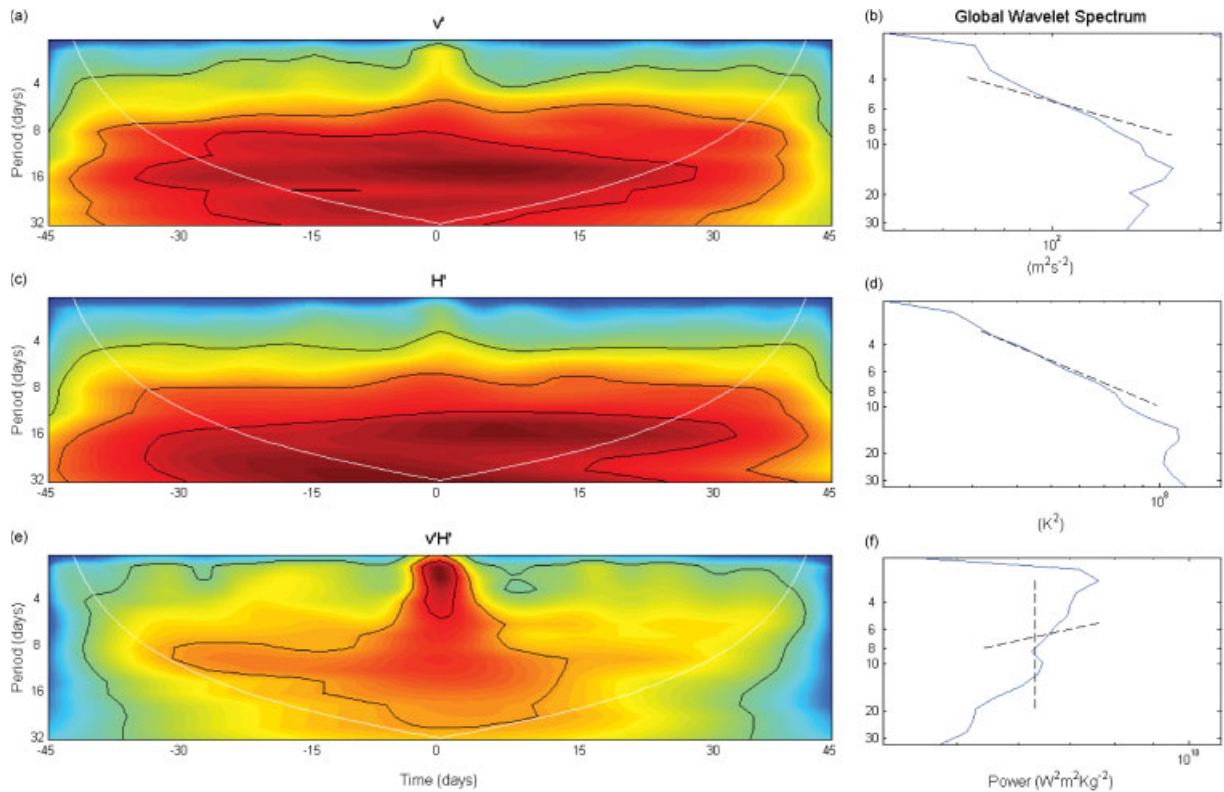 (a) v' (b) Global Wavelet Spectrum
Period (days)
4
8
16
32
-45 -30 -15 0 15 30 45
4
6
8
10
20
30
10²
(m²s⁻²)
(c) H' (d)
Period (days)
4
8
16
32
-45 -30 -15 0 15 30 45
4
6
8
10
20
30
10⁸
(K²)
(e) v'H' (f)
Period (days)
4
8
16
32
-45 -30 -15 0 15 30 45
Time (days)
4
6
8
10
20
30
10¹⁰
Power (W²m²Kg⁻²)